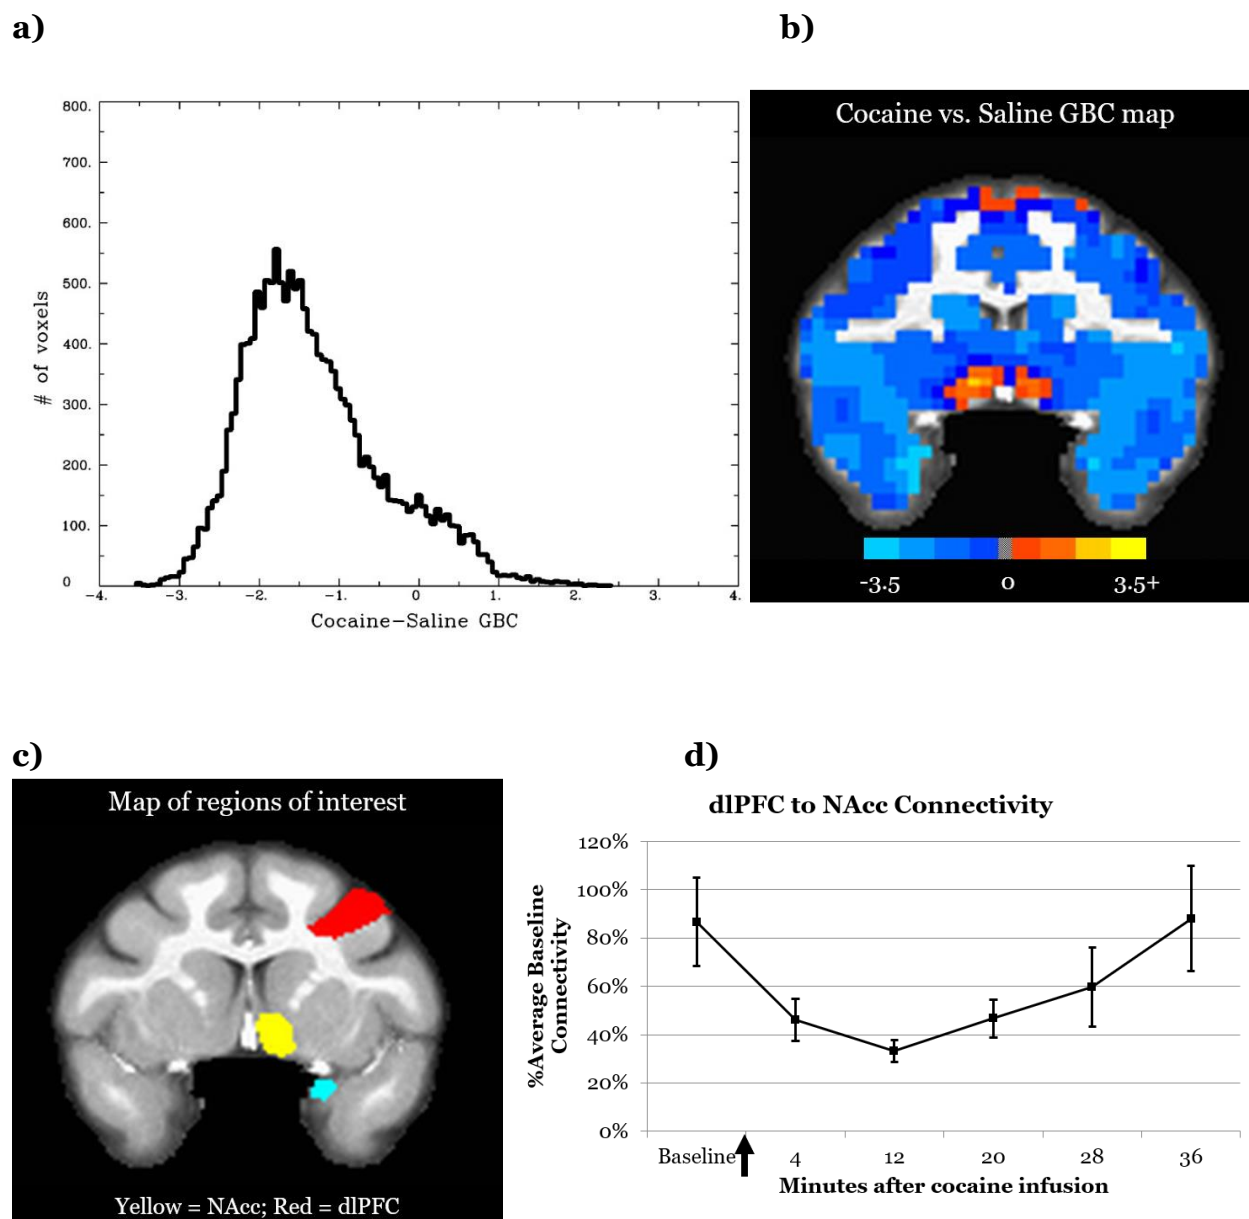 a)
800.
700.
600.
500.
400.
300.
200.
100.
0
# of voxels
-4. -3. -2. -1. 0 1. 2. 3. 4.
Cocaine-Saline GBC
b)
Cocaine vs. Saline GBC map
-3.5 0 3.5+
c)
Map of regions of interest
Yellow = NAcc; Red = dlPFC
d)
dlPFC to NAcc Connectivity
%Average Baseline
Connectivity
120%
100%
80%
60%
40%
20%
0%
Baseline 4 12 20 28 36
Minutes after cocaine infusion